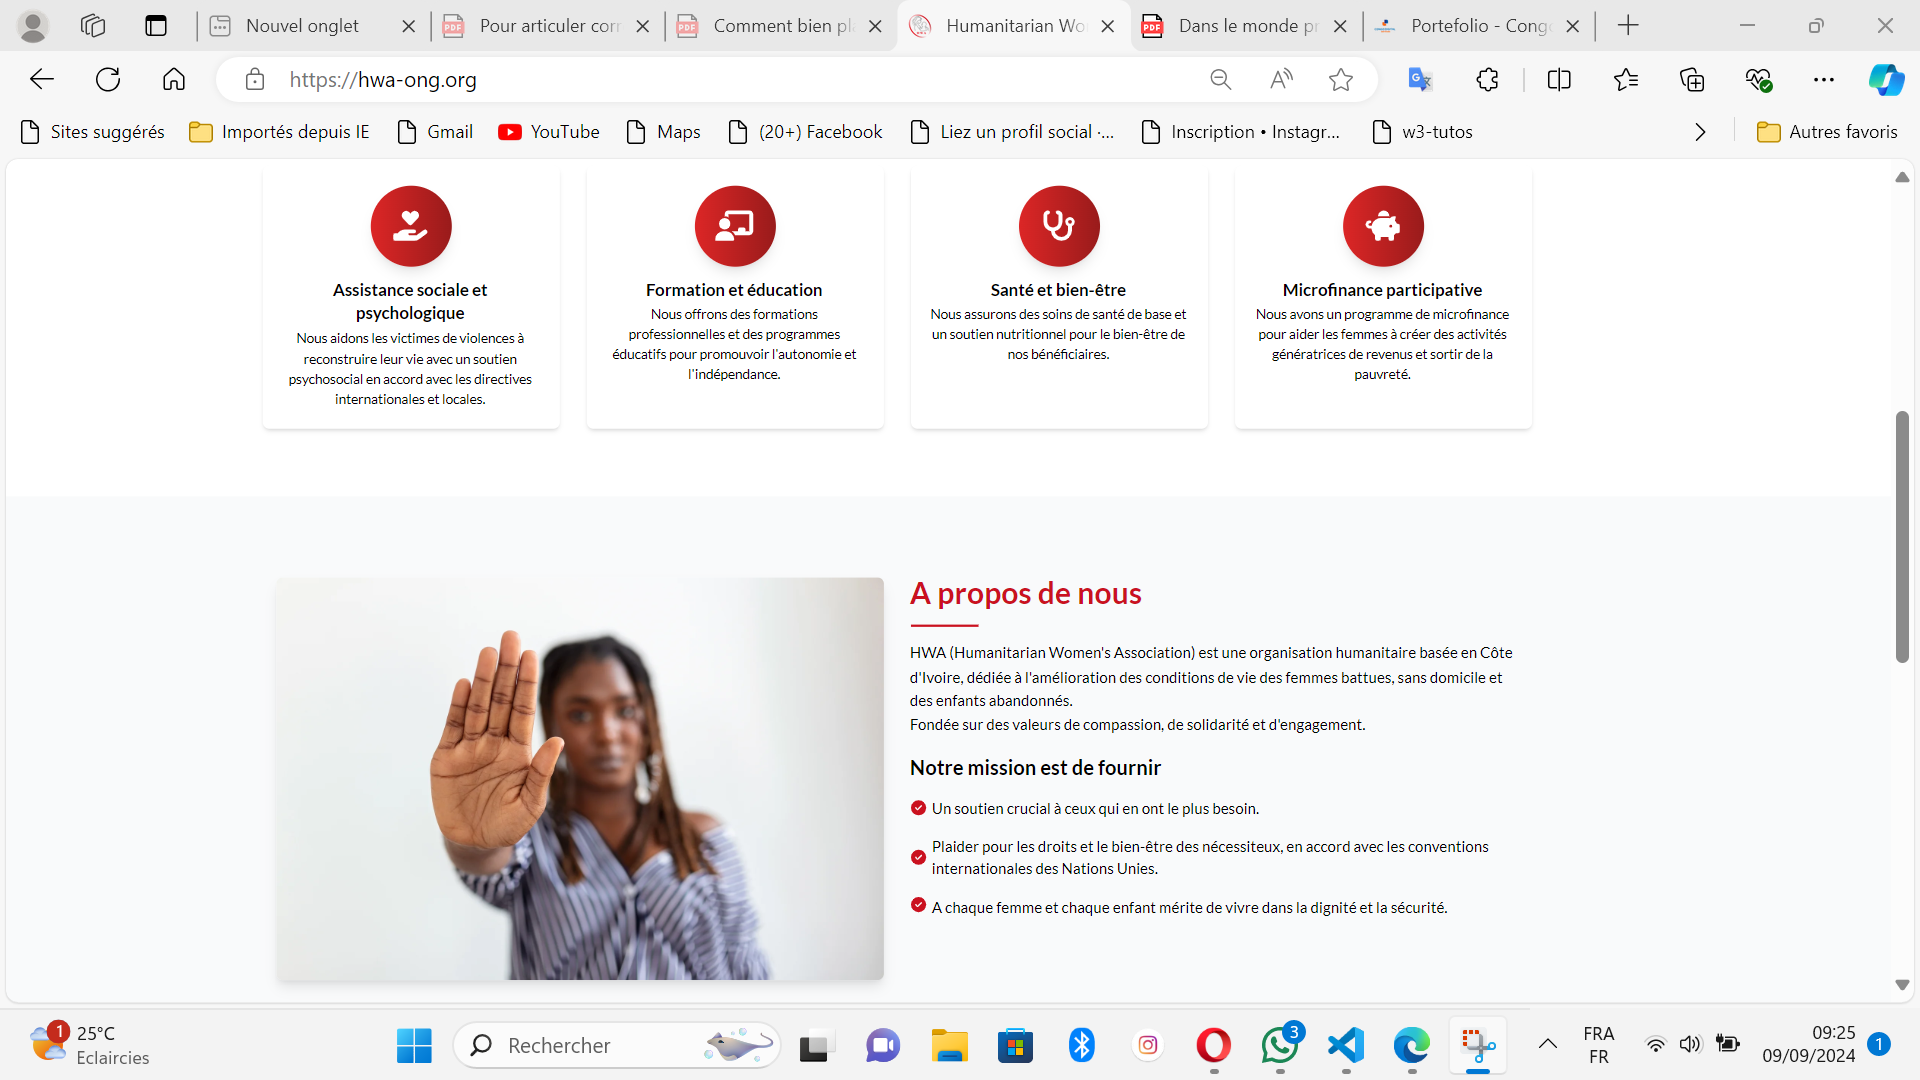 Nouvel onglet
Pour articuler corr
Comment bien pl
Humanitarian Wo
Dans le monde pr
Portefolio - Cong
https://hwa-ong.org
Sites suggérés
Importés depuis IE
Gmail
YouTube
Maps
(20+) Facebook
Liez un profil social ·...
Inscription • Instagr...
w3-tutos
Autres favoris
Assistance sociale et
psychologique
Nous aidons les victimes de violences à
reconstruire leur vie avec un soutien
psychosocial en accord avec les directives
internationales et locales.
Formation et éducation
Nous offrons des formations
professionnelles et des programmes
éducatifs pour promouvoir l'autonomie et
l'indépendance.
Santé et bien-être
Nous assurons des soins de santé de base et
un soutien nutritionnel pour le bien-être de
nos bénéficiaires.
Microfinance participative
Nous avons un programme de microfinance
pour aider les femmes à créer des activités
génératrices de revenus et sortir de la
pauvreté.
A propos de nous
HWA (Humanitarian Women's Association) est une organisation humanitaire basée en Côte
d'Ivoire, dédiée à l'amélioration des conditions de vie des femmes battues, sans domicile et
des enfants abandonnés.
Fondée sur des valeurs de compassion, de solidarité et d'engagement.
Notre mission est de fournir
Un soutien crucial à ceux qui en ont le plus besoin.
Plaider pour les droits et le bien-être des nécessiteux, en accord avec les conventions
internationales des Nations Unies.
A chaque femme et chaque enfant mérite de vivre dans la dignité et la sécurité.
1
25°C
Eclaircies
Rechercher
3
FRA
FR
09:25
09/09/2024
1